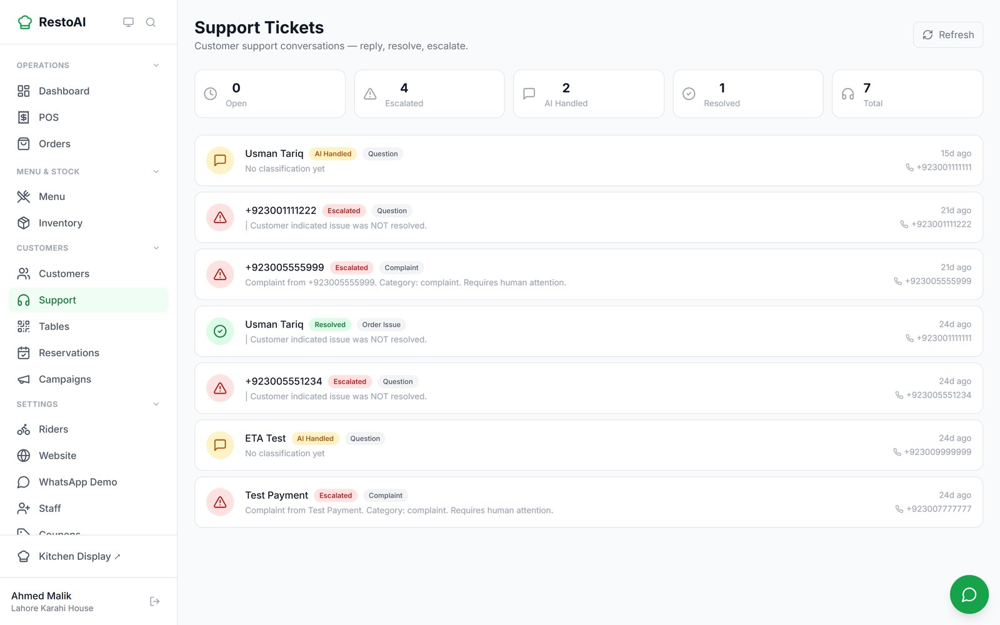 RestoAI
OPERATIONS
Dashboard
POS
Orders
MENU & STOCK
Menu
Inventory
CUSTOMERS
Customers
Support
Tables
Reservations
Campaigns
SETTINGS
Riders
Website
WhatsApp Demo
Staff
Coupons
Kitchen Display ↗
Ahmed Malik
Lahore Karahi House
Support Tickets
Customer support conversations — reply, resolve, escalate.
Refresh
0
Open
4
Escalated
2
AI Handled
1
Resolved
7
Total
Usman Tariq AI Handled Question
No classification yet
15d ago
+923001111111
+923001111222 Escalated Question
| Customer indicated issue was NOT resolved.
21d ago
+923001111222
+923005555999 Escalated Complaint
Complaint from +923005555999. Category: complaint. Requires human attention.
21d ago
+923005555999
Usman Tariq Resolved Order Issue
| Customer indicated issue was NOT resolved.
24d ago
+923001111111
+923005551234 Escalated Question
| Customer indicated issue was NOT resolved.
24d ago
+923005551234
ETA Test AI Handled Question
No classification yet
24d ago
+923009999999
Test Payment Escalated Complaint
Complaint from Test Payment. Category: complaint. Requires human attention.
24d ago
+923007777777